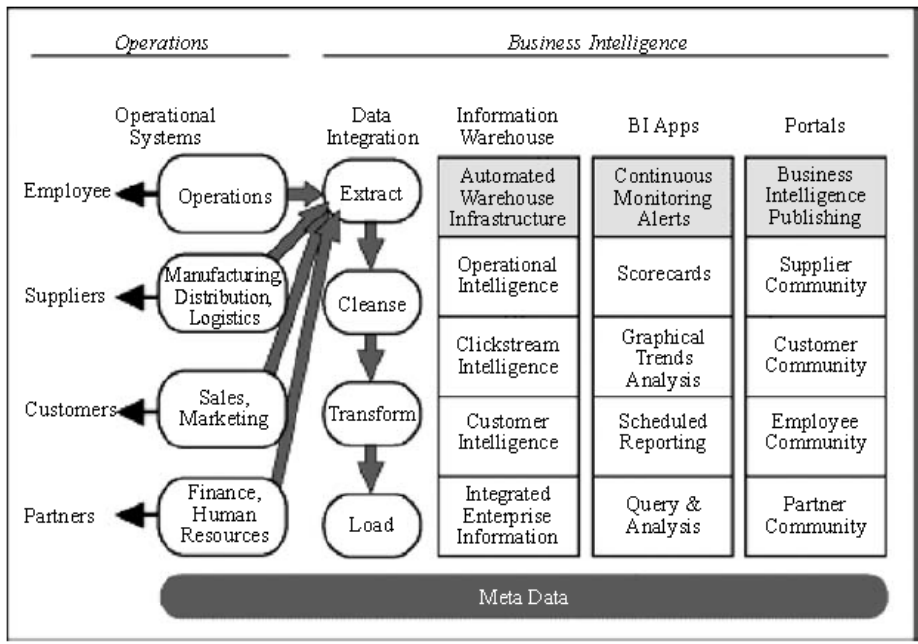 Operations
Business Intelligence
Operational
Systems
Data
Integration
Information
Warehouse
BI Apps
Portals
Employee
Operations
Suppliers
Manufacturing,
Distribution,
Logistics
Customers
Sales,
Marketing
Partners
Finance,
Human
Resources
Extract
Cleanse
Transform
Load
Automated
Warehouse
Infrastructure
Operational
Intelligence
Clickstream
Intelligence
Customer
Intelligence
Integrated
Enterprise
Information
Continuous
Monitoring
Alerts
Scorecards
Graphical
Trends
Analysis
Scheduled
Reporting
Query &
Analysis
Business
Intelligence
Publishing
Supplier
Community
Customer
Community
Employee
Community
Partner
Community
Meta Data